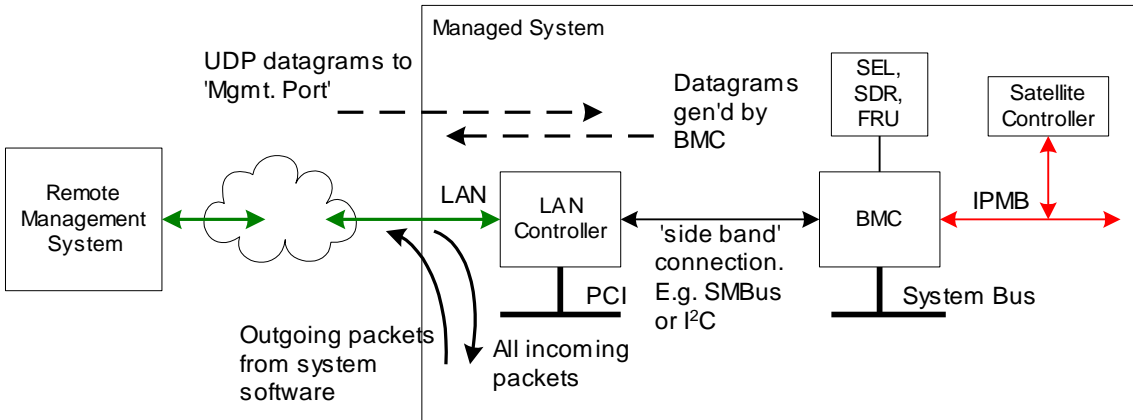 Managed System
UDP datagrams to
'Mgmt. Port'
Datagrams
gen'd by
BMC
SEL,
SDR,
FRU
Satellite
Controller
Remote
Management
System
LAN
LAN
Controller
BMC
IPMB
'side band'
connection.
E.g. SMBus
or I²C
PCI
System Bus
Outgoing packets
from system
software
All incoming
packets